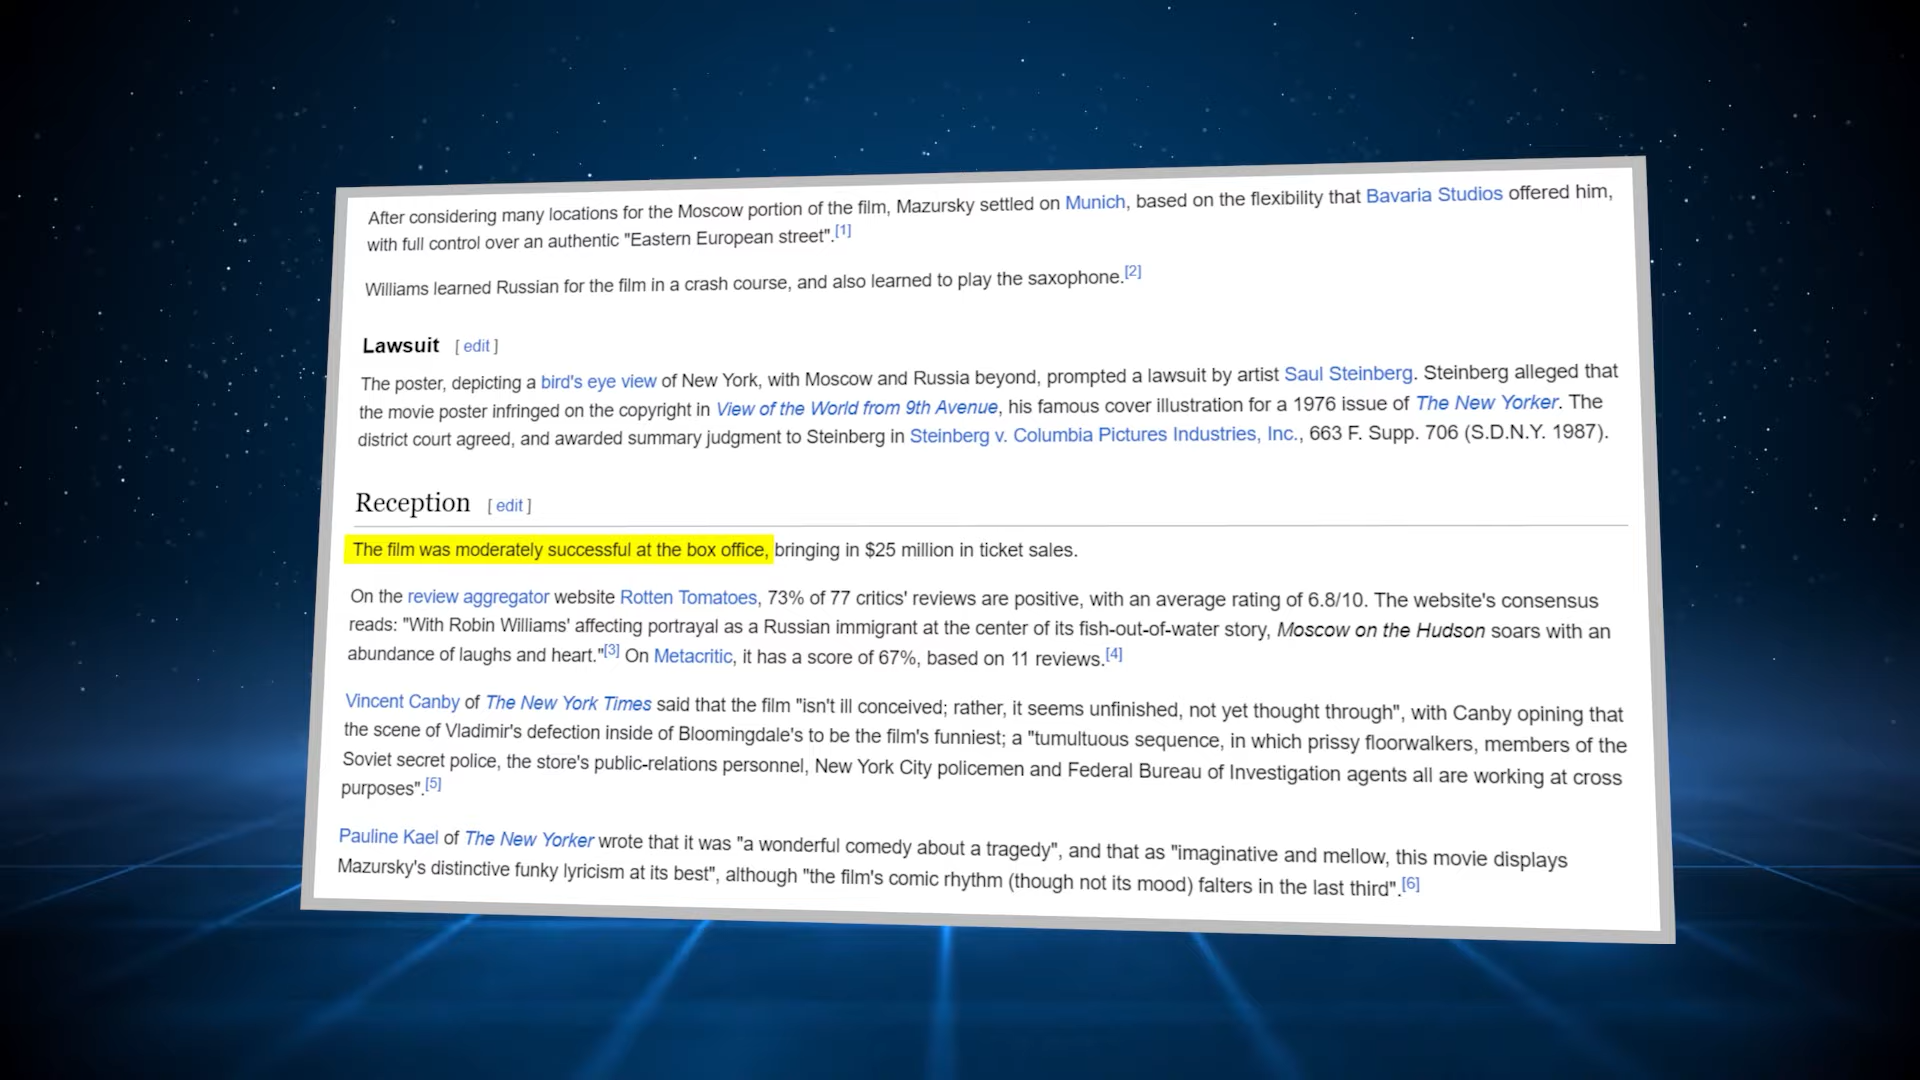 After considering many locations for the Moscow portion of the film, Mazursky settled on Munich, based on the flexibility that Bavaria Studios offered him,
with full control over an authentic "Eastern European street".[1]
Williams learned Russian for the film in a crash course, and also learned to play the saxophone.[2]
Lawsuit [ edit ]
The poster, depicting a bird's eye view of New York, with Moscow and Russia beyond, prompted a lawsuit by artist Saul Steinberg. Steinberg alleged that
the movie poster infringed on the copyright in View of the World from 9th Avenue, his famous cover illustration for a 1976 issue of The New Yorker. The
district court agreed, and awarded summary judgment to Steinberg in Steinberg v. Columbia Pictures Industries, Inc., 663 F. Supp. 706 (S.D.N.Y. 1987).
Reception [ edit ]
The film was moderately successful at the box office, bringing in $25 million in ticket sales.
On the review aggregator website Rotten Tomatoes, 73% of 77 critics' reviews are positive, with an average rating of 6.8/10. The website's consensus
reads: "With Robin Williams' affecting portrayal as a Russian immigrant at the center of its fish-out-of-water story, Moscow on the Hudson soars with an
abundance of laughs and heart."[3] On Metacritic, it has a score of 67%, based on 11 reviews.[4]
Vincent Canby of The New York Times said that the film "isn't ill conceived; rather, it seems unfinished, not yet thought through", with Canby opining that
the scene of Vladimir's defection inside of Bloomingdale's to be the film's funniest; a "tumultuous sequence, in which prissy floorwalkers, members of the
Soviet secret police, the store's public-relations personnel, New York City policemen and Federal Bureau of Investigation agents all are working at cross
purposes".[5]
Pauline Kael of The New Yorker wrote that it was "a wonderful comedy about a tragedy", and that as "imaginative and mellow, this movie displays
Mazursky's distinctive funky lyricism at its best", although "the film's comic rhythm (though not its mood) falters in the last third".[6]